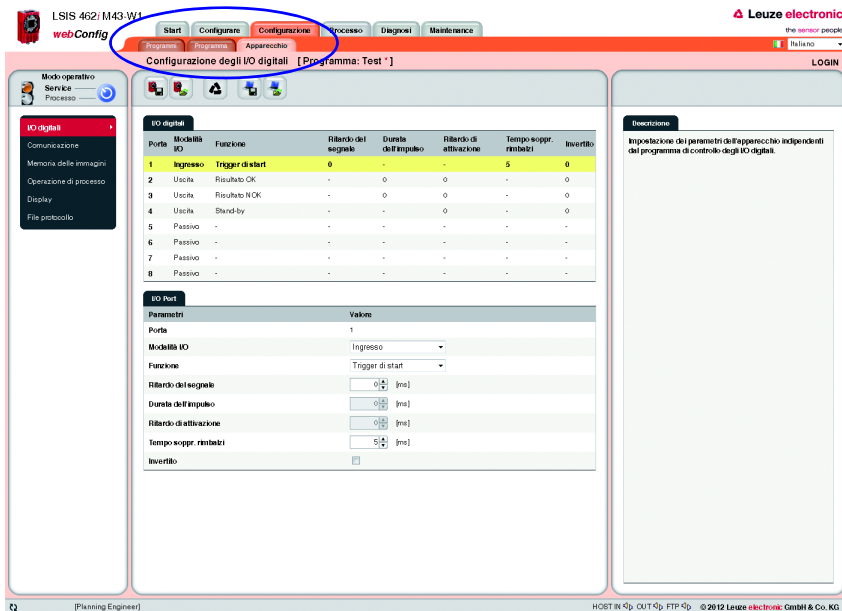 LSIS 462i M43-W1
webConfig
Start Configurare Configurazione Processo Diagnosi Maintenance
Programmi Programma Apparecchio
Leuze electronic
the sensor people
Italiano
Configurazione degli I/O digitali [Programma: Test *]
LOGIN
Modo operativo
Service
Processo
I/O digitali
Comunicazione
Memoria delle immagini
Operazione di processo
Display
File protocollo
I/O digitali
Porta Modalità I/O Funzione Ritardo del segnale Durata dell'impulso Ritardo di attivazione Tempo soppr. rimbalzi Invertito
1 Ingresso Trigger di start 0 - - 5 0
2 Uscita Risultato OK - 0 0 - 0
3 Uscita Risultato NOK - 0 0 - 0
4 Uscita Stand-by - - 0 - 0
5 Passivo - - - - - -
6 Passivo - - - - - -
7 Passivo - - - - - -
8 Passivo - - - - - -
I/O Port
Parametri Valore
Porta 1
Modalità I/O Ingresso
Funzione Trigger di start
Ritardo del segnale 0 [ms]
Durata dell'impulso 0 [ms]
Ritardo di attivazione 0 [ms]
Tempo soppr. rimbalzi 5 [ms]
Invertito
Descrizione
Impostazione dei parametri dell'apparecchio indipendenti
dal programma di controllo degli I/O digitali.
[Planning Engineer]
HOST IN OUT FTP © 2012 Leuze electronic GmbH & Co. KG